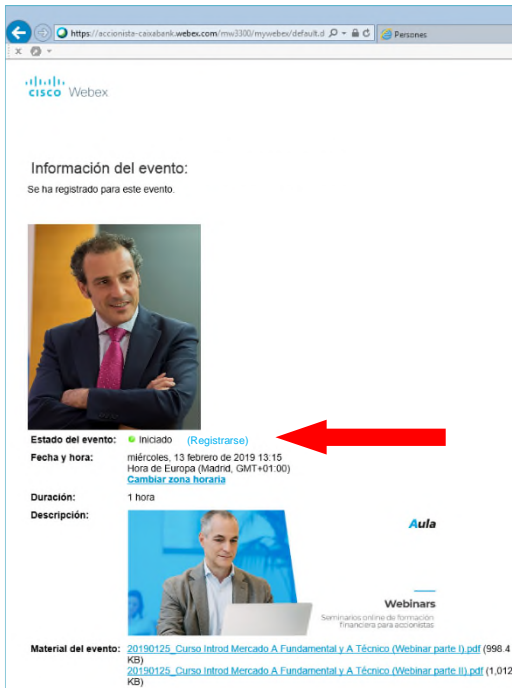 https://accionista-caixabank.webex.com/mw3300/mywebex/default.d
Persones
x
CISCO Webex
Información del evento:
Se ha registrado para este evento.
Estado del evento: Iniciado (Registrarse)
Fecha y hora: miércoles, 13 febrero de 2019 13:15
Hora de Europa (Madrid, GMT+01:00)
Cambiar zona horaria
Duración: 1 hora
Descripción:
Aula
Webinars
Seminarios online de formación
financiera para accionistas
Material del evento: 20190125_Curso Introd Mercado A Fundamental y A Técnico (Webinar parte I).pdf (998.4
KB)
20190125_Curso Introd Mercado A Fundamental y A Técnico (Webinar parte II).pdf (1,012
KB)